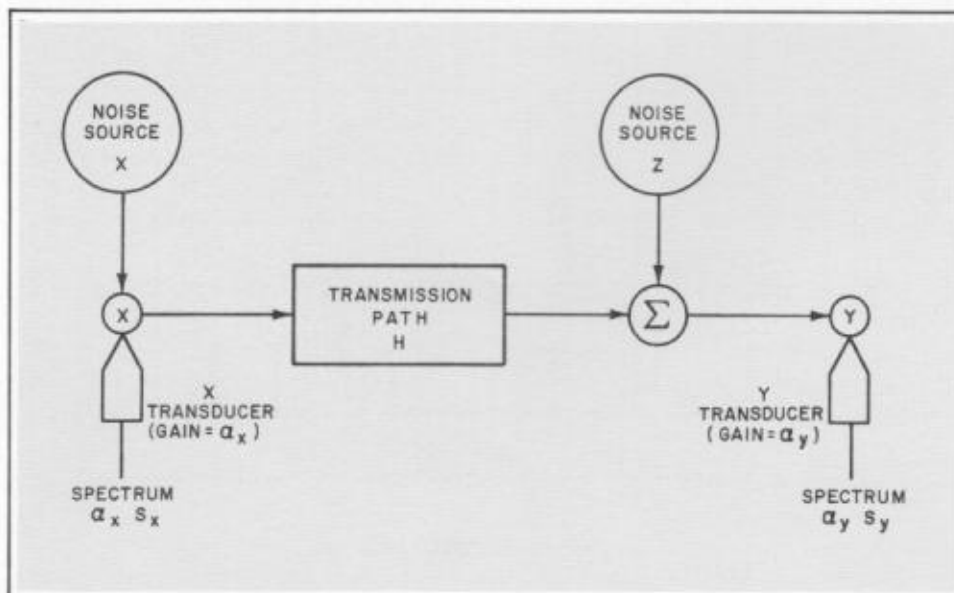 NOISE
SOURCE
X
NOISE
SOURCE
Z
X
TRANSMISSION
PATH
H
Σ
Y
X
TRANSDUCER
(GAIN= αx)
Y
TRANSDUCER
(GAIN= αy)
SPECTRUM
αx Sx
SPECTRUM
αy Sy